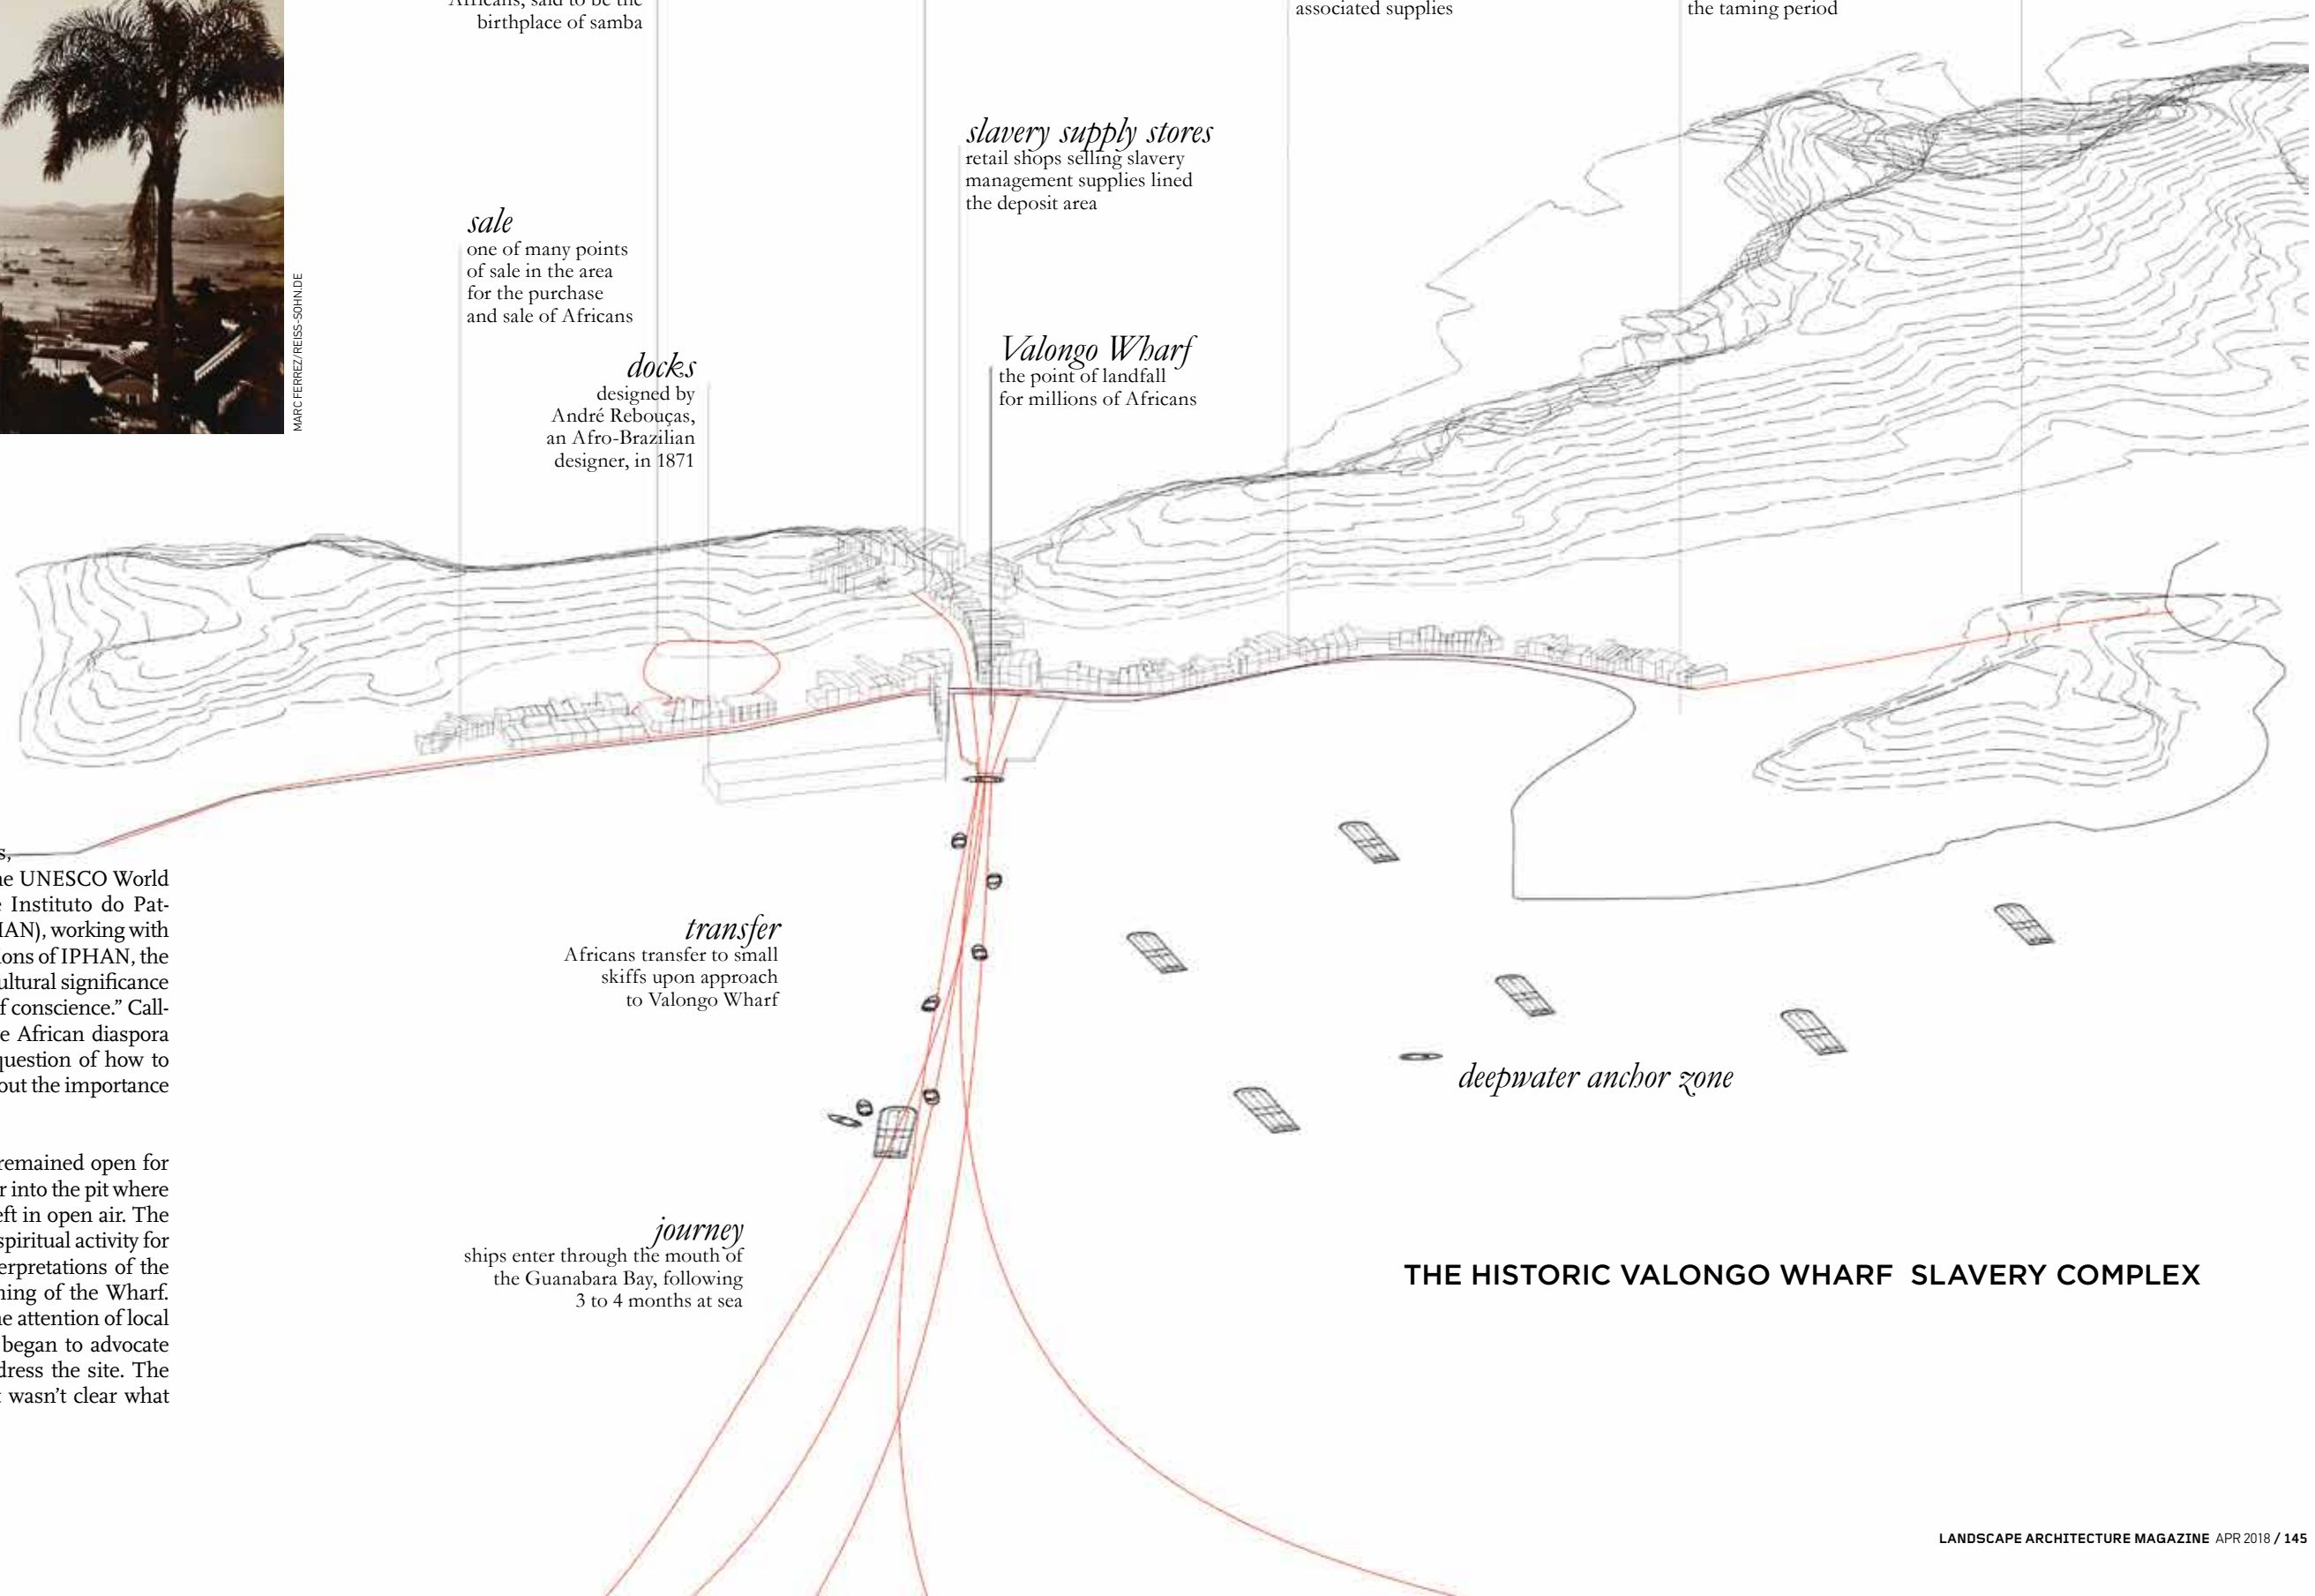 birthplace of samba
associated supplies
the taming period
slavery supply stores
retail shops selling slavery
management supplies lined
the deposit area
sale
one of many points
of sale in the area
for the purchase
and sale of Africans
MARC FERREZ/REISS-SOHN.DE
docks
designed by
André Rebouças,
an Afro-Brazilian
designer, in 1871
Valongo Wharf
the point of landfall
for millions of Africans
s,
ne UNESCO World
e Instituto do Pat-
HAN), working with
ions of IPHAN, the
ultural significance
f conscience.” Call-
e African diaspora
question of how to
out the importance
remained open for
r into the pit where
eft in open air. The
spiritual activity for
erpretations of the
ning of the Wharf.
he attention of local
began to advocate
dress the site. The
t wasn’t clear what
transfer
Africans transfer to small
skiffs upon approach
to Valongo Wharf
deepwater anchor zone
journey
ships enter through the mouth of
the Guanabara Bay, following
3 to 4 months at sea
THE HISTORIC VALONGO WHARF SLAVERY COMPLEX
LANDSCAPE ARCHITECTURE MAGAZINE APR 2018 / 145